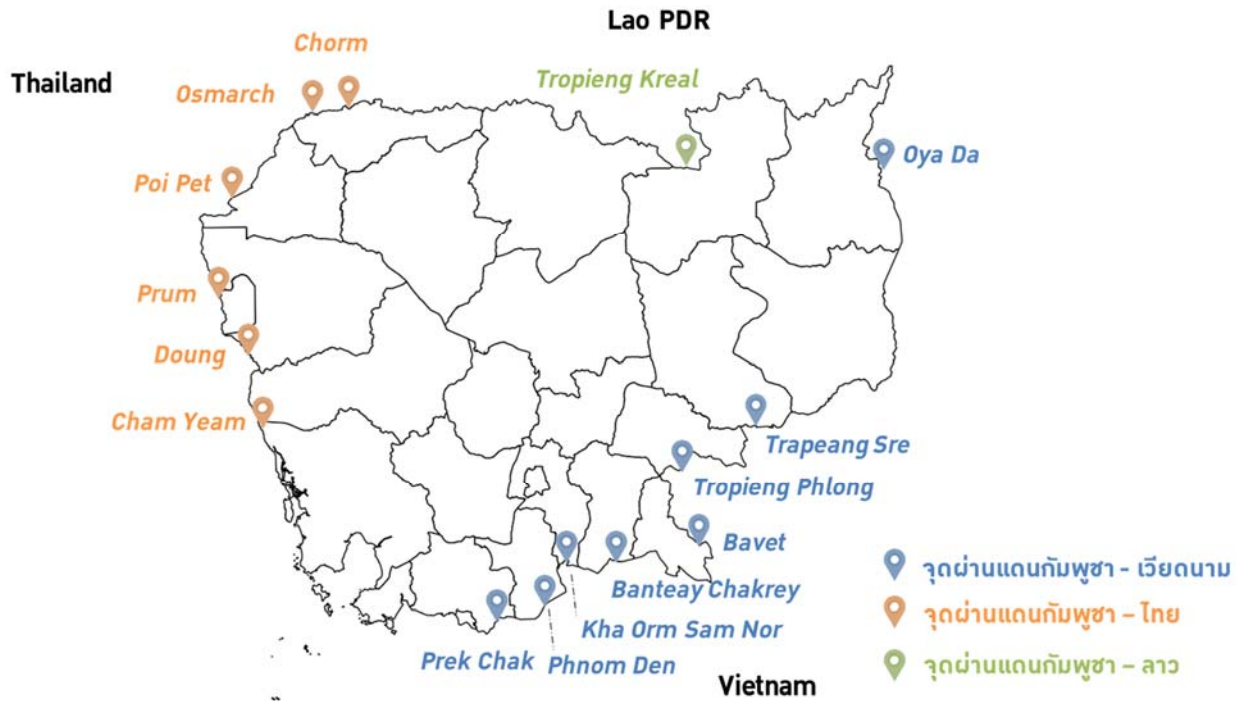 Lao PDR
Chorm
Thailand
Osmarch
Tropieng Kreal
Oya Da
Poi Pet
Prum
Doung
Cham Yeam
Trapeang Sre
Tropieng Phlong
Bavet
Banteay Chakrey
Kha Orm Sam Nor
Prek Chak
Phnom Den
Vietnam
จุดผ่านแดนกัมพูชา - เวียดนาม
จุดผ่านแดนกัมพูชา – ไทย
จุดผ่านแดนกัมพูชา – ลาว